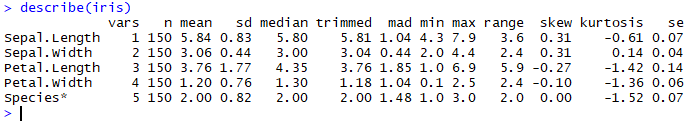 > describe(iris)
vars n mean sd median trimmed mad min max range skew kurtosis se
Sepal.Length 1 150 5.84 0.83 5.80 5.81 1.04 4.3 7.9 3.6 0.31 -0.61 0.07
Sepal.Width 2 150 3.06 0.44 3.00 3.04 0.44 2.0 4.4 2.4 0.31 0.14 0.04
Petal.Length 3 150 3.76 1.77 4.35 3.76 1.85 1.0 6.9 5.9 -0.27 -1.42 0.14
Petal.Width 4 150 1.20 0.76 1.30 1.18 1.04 0.1 2.5 2.4 -0.10 -1.36 0.06
Species* 5 150 2.00 0.82 2.00 2.00 1.48 1.0 3.0 2.0 0.00 -1.52 0.07
>